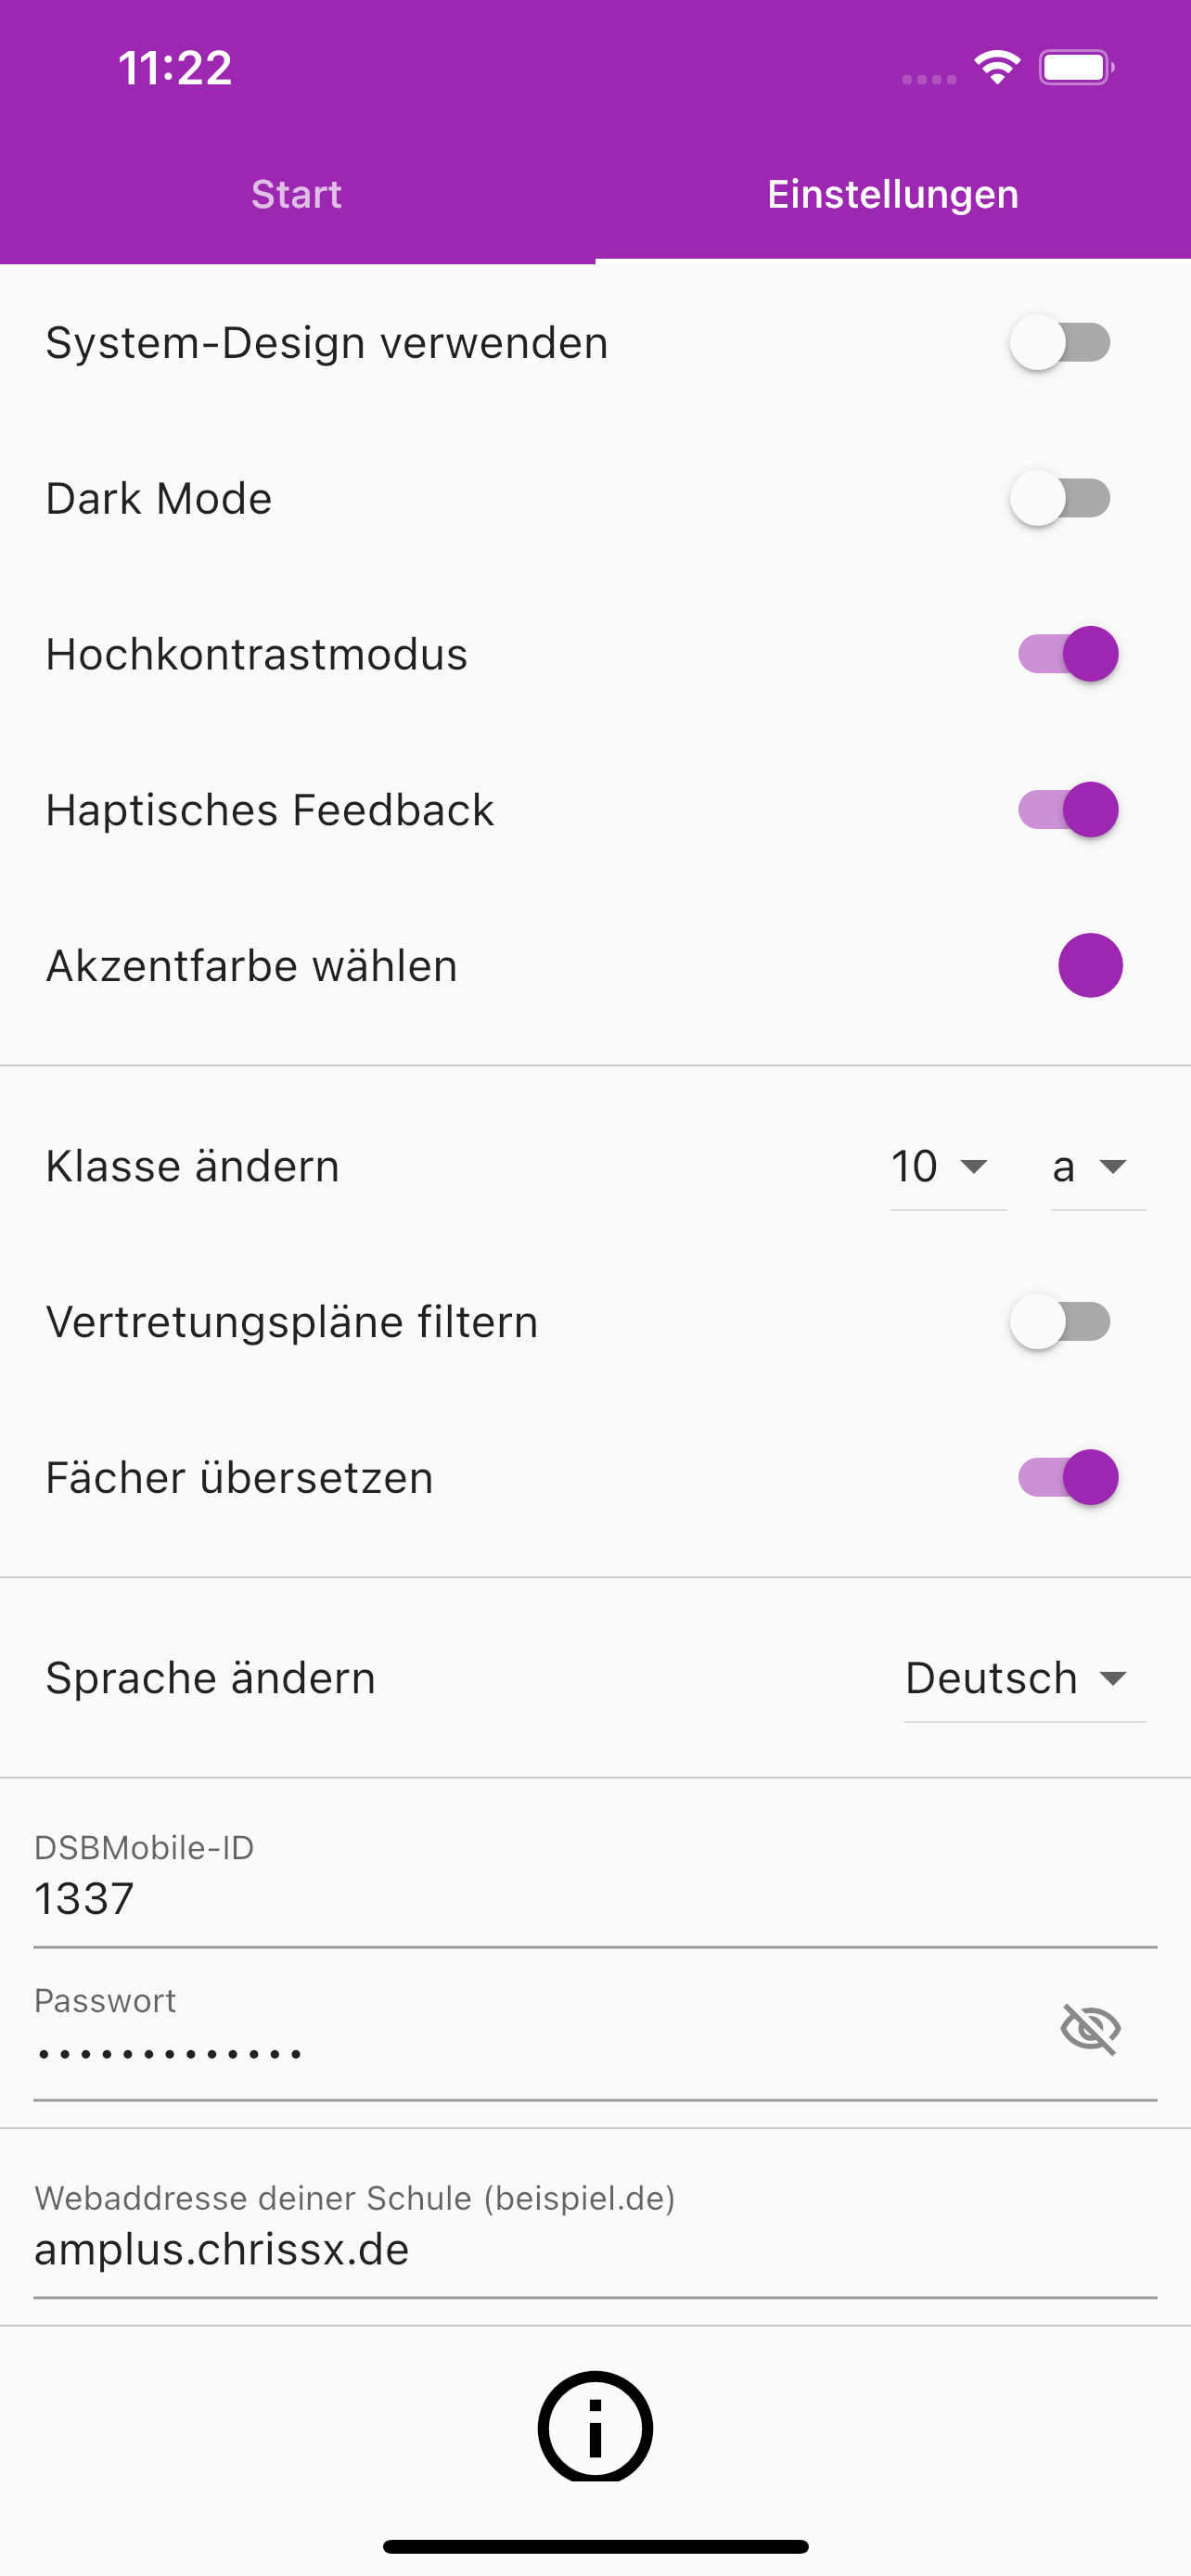 11:22
Start Einstellungen
System-Design verwenden
Dark Mode
Hochkontrastmodus
Haptisches Feedback
Akzentfarbe wählen
Klasse ändern 10 a
Vertretungspläne filtern
Fächer übersetzen
Sprache ändern Deutsch
DSBMobile-ID
1337
Passwort
•••••••••••••
Webaddresse deiner Schule (beispiel.de)
amplus.chrissx.de